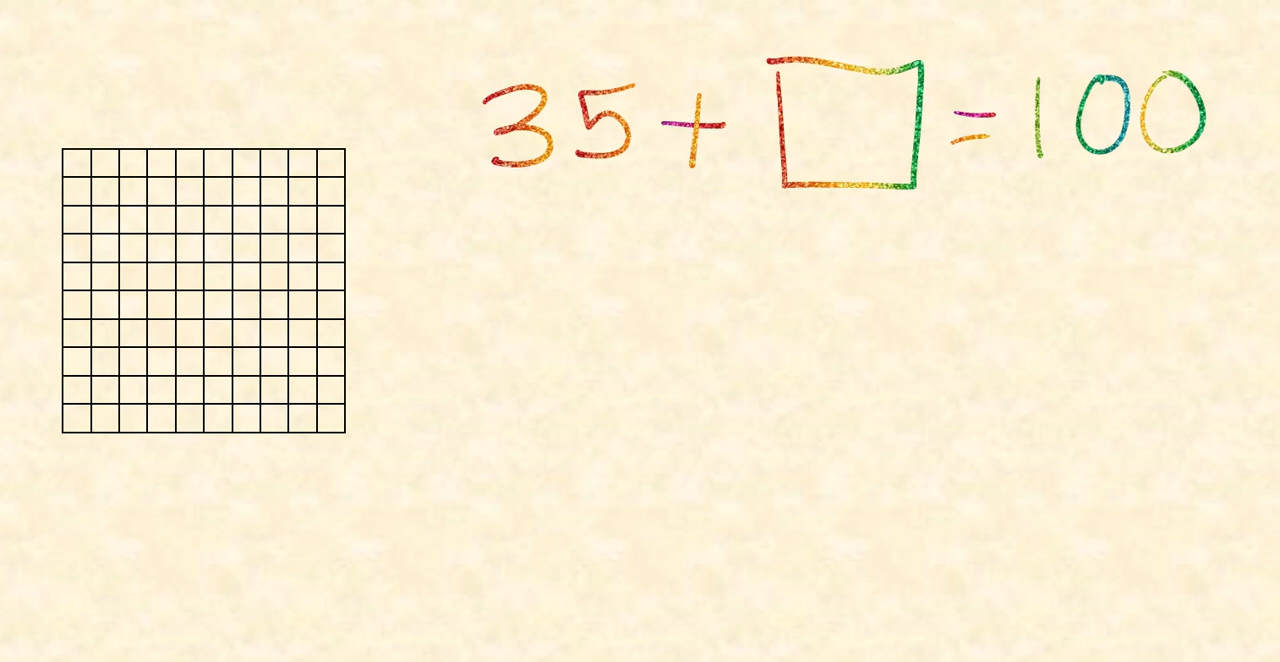 35 + □ = 100